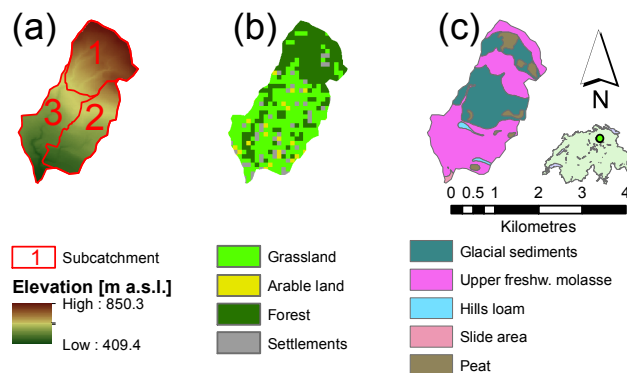 (a)
(b)
(c)
1
3
2
N
0 0.5 1 2 3 4
Kilometres
1 Subcatchment
Elevation [m a.s.l.]
High : 850.3
Low : 409.4
Grassland
Arable land
Forest
Settlements
Glacial sediments
Upper freshw. molasse
Hills loam
Slide area
Peat